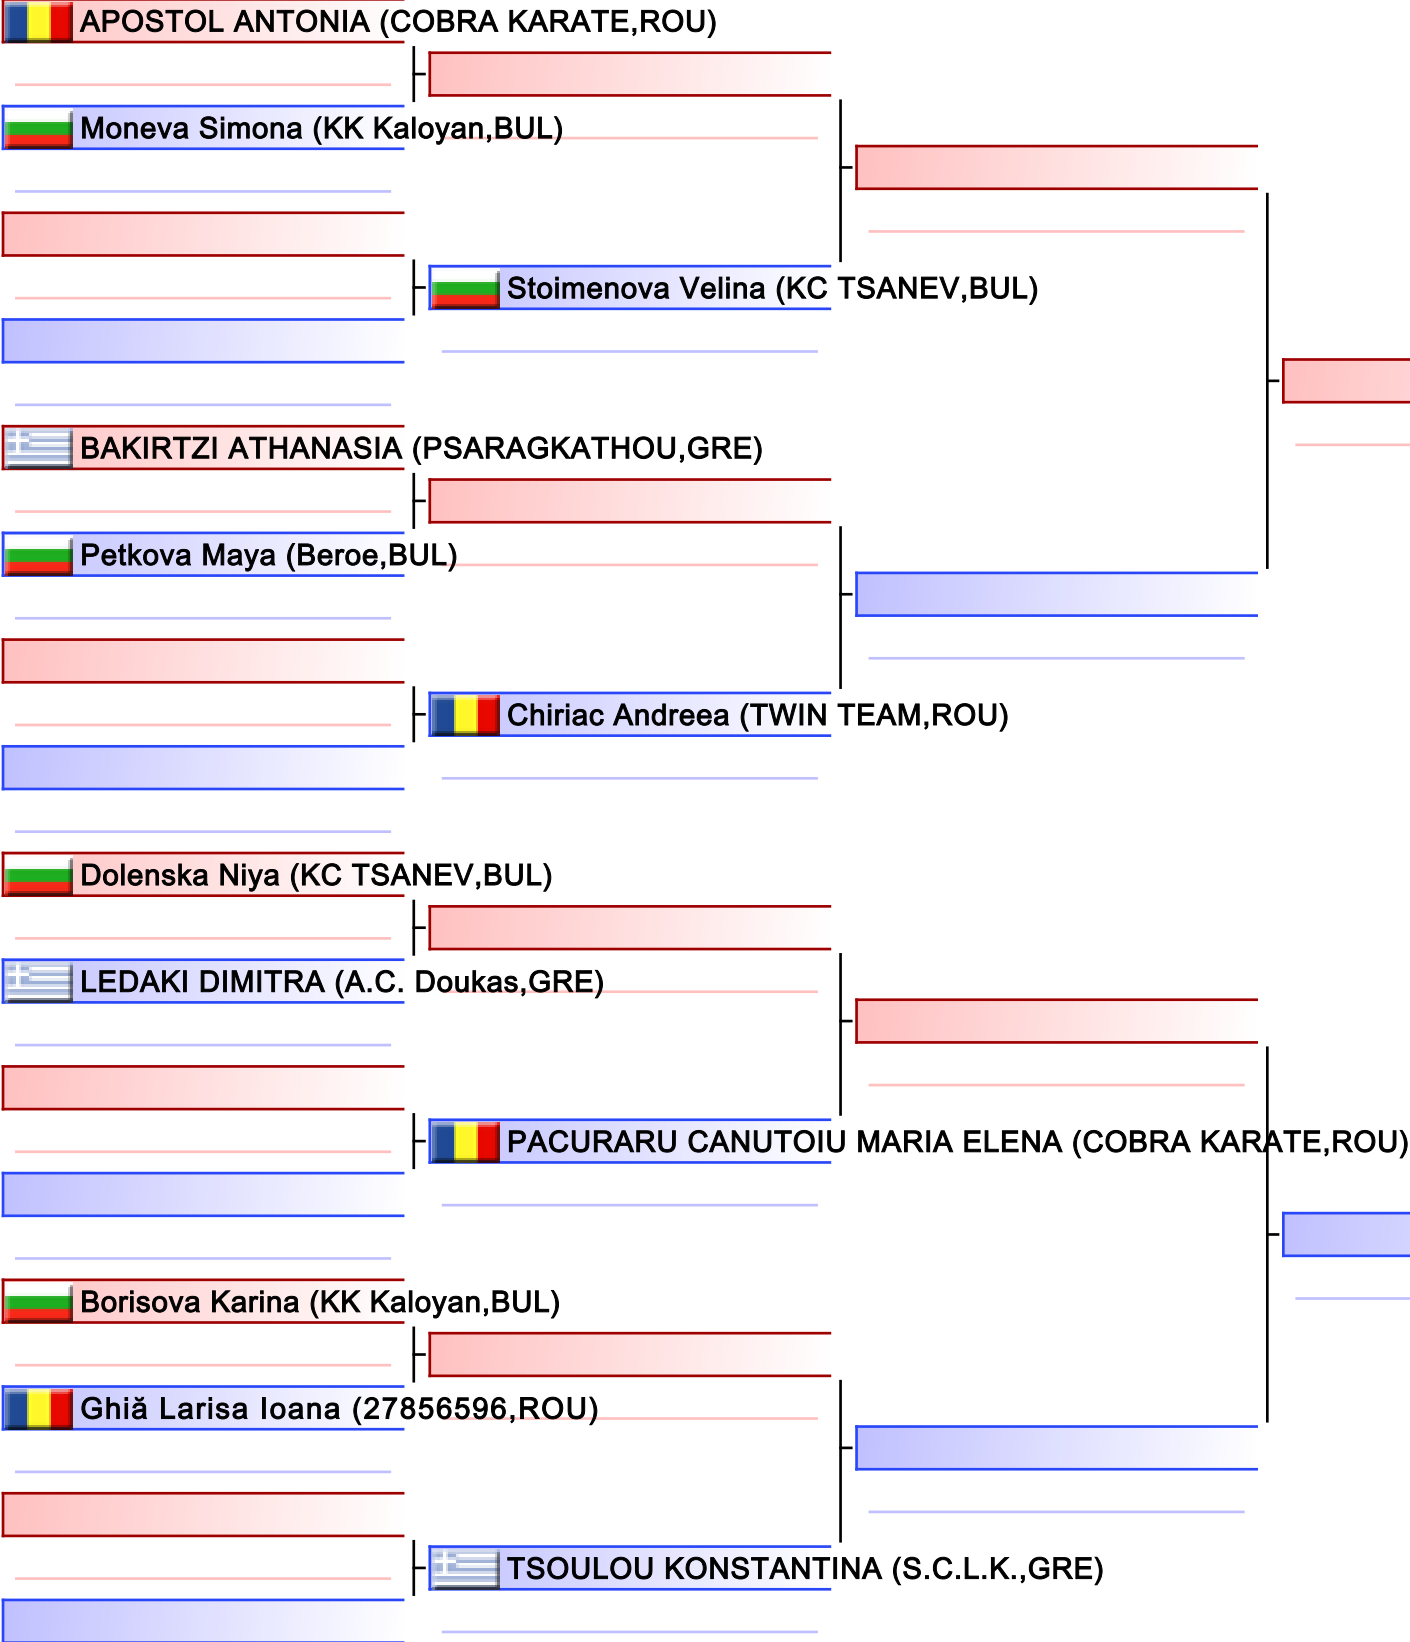 APOSTOL ANTONIA (COBRA KARATE,ROU)
Moneva Simona (KK Kaloyan,BUL)
Stoimenova Velina (KC TSANEV,BUL)
BAKIRTZI ATHANASIA (PSARAGKATHOU,GRE)
Petkova Maya (Beroe,BUL)
Chiriac Andreea (TWIN TEAM,ROU)
Dolenska Niya (KC TSANEV,BUL)
LEDAKI DIMITRA (A.C. Doukas,GRE)
PACURARU CANUTOIU MARIA ELENA (COBRA KARATE,ROU)
Borisova Karina (KK Kaloyan,BUL)
Ghiă Larisa Ioana (27856596,ROU)
TSOULOU KONSTANTINA (S.C.L.K.,GRE)